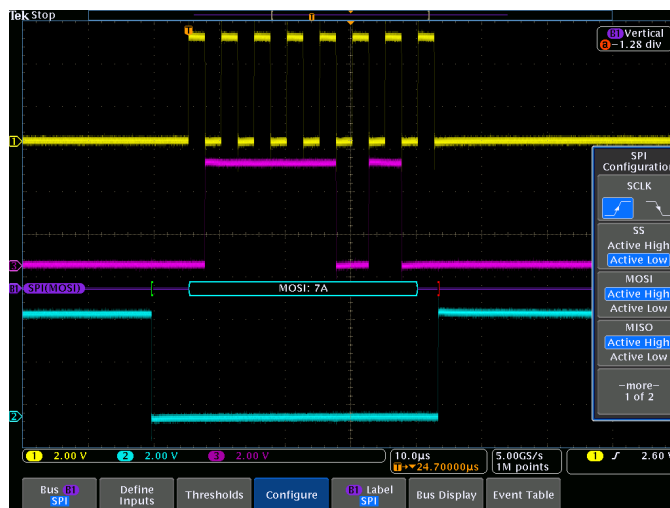 Tek Stop
T
T
B1 Vertical
a -1.28 div
1
SPI
Configuration
SCLK
SS
Active High
Active Low
MOSI
Active High
Active Low
MISO
Active High
Active Low
—more—
1 of 2
B1 SPI(MOSI)
MOSI: 7A
2
1 2.00 V 2 2.00 V 3 2.00 V
10.0µs
T→▼24.70000µs
5.00GS/s
1M points
1 2.60 V
Bus B1
SPI
Define
Inputs
Thresholds
Configure
B1 Label
SPI
Bus Display
Event Table